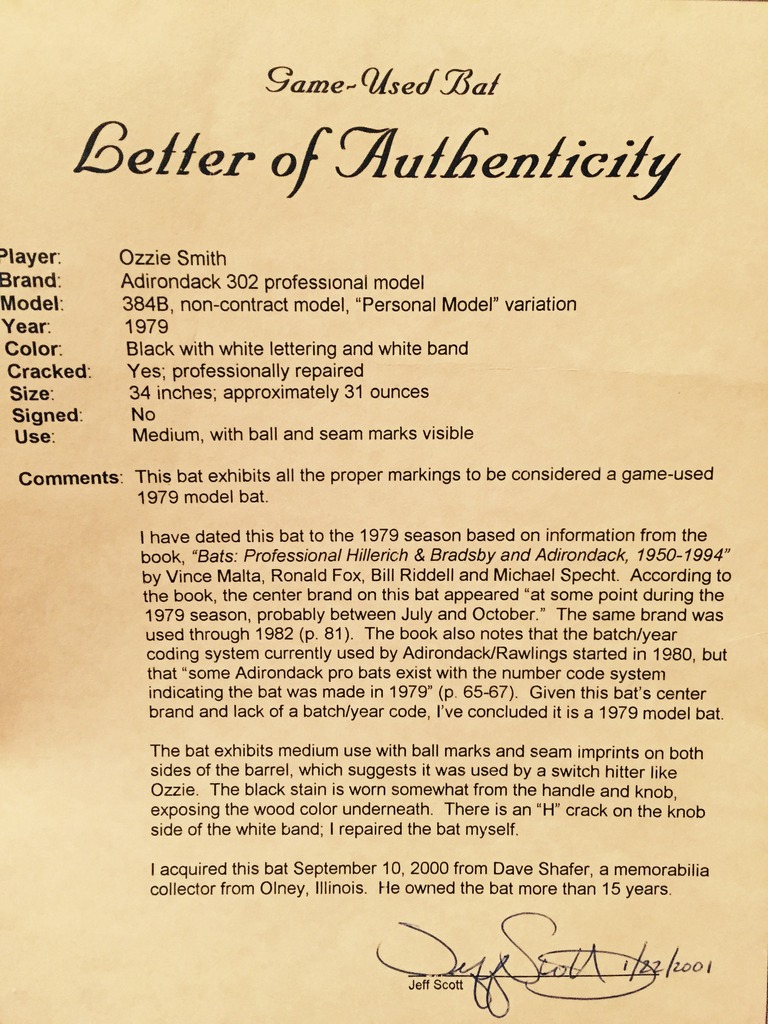 Game-Used Bat
Letter of Authenticity
Player: Ozzie Smith
Brand: Adirondack 302 professional model
Model: 384B, non-contract model, “Personal Model” variation
Year: 1979
Color: Black with white lettering and white band
Cracked: Yes; professionally repaired
Size: 34 inches; approximately 31 ounces
Signed: No
Use: Medium, with ball and seam marks visible
Comments: This bat exhibits all the proper markings to be considered a game-used
1979 model bat.
I have dated this bat to the 1979 season based on information from the
book, “Bats: Professional Hillerich & Bradsby and Adirondack, 1950-1994”
by Vince Malta, Ronald Fox, Bill Riddell and Michael Specht. According to
the book, the center brand on this bat appeared “at some point during the
1979 season, probably between July and October.” The same brand was
used through 1982 (p. 81). The book also notes that the batch/year
coding system currently used by Adirondack/Rawlings started in 1980, but
that “some Adirondack pro bats exist with the number code system
indicating the bat was made in 1979” (p. 65-67). Given this bat’s center
brand and lack of a batch/year code, I’ve concluded it is a 1979 model bat.
The bat exhibits medium use with ball marks and seam imprints on both
sides of the barrel, which suggests it was used by a switch hitter like
Ozzie. The black stain is worn somewhat from the handle and knob,
exposing the wood color underneath. There is an “H” crack on the knob
side of the white band; I repaired the bat myself.
I acquired this bat September 10, 2000 from Dave Shafer, a memorabilia
collector from Olney, Illinois. He owned the bat more than 15 years.
Jeff Scott 1/22/2001
Jeff Scott